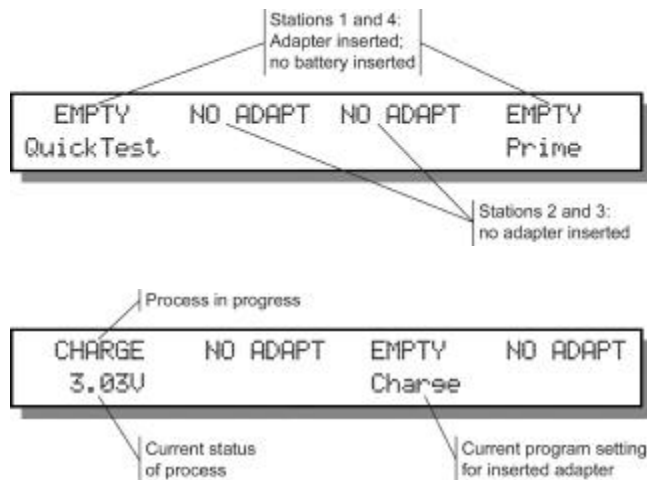 Stations 1 and 4:
Adapter inserted;
no battery inserted
EMPTY NO ADAPT NO ADAPT EMPTY
QuickTest Prime
Stations 2 and 3:
no adapter inserted
Process in progress
CHARGE NO ADAPT EMPTY NO ADAPT
3.03V Charge
Current status
of process
Current program setting
for inserted adapter